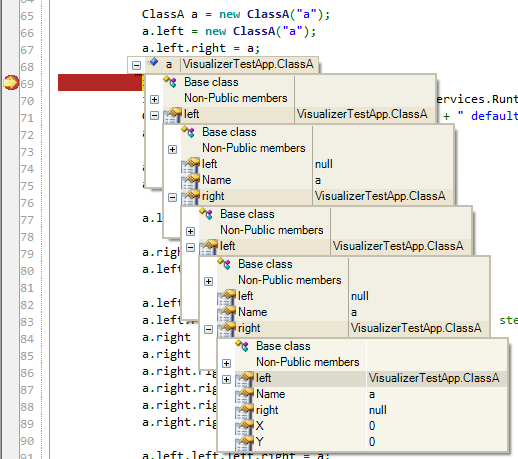 64
65 ClassA a = new ClassA("a");
66 a.left = new ClassA("a");
67 a.left.right = a;
68 a VisualizerTestApp.ClassA
69 Base class
70 Non-Public members ervices.Runt
71 left VisualizerTestApp.ClassA + " default
72 a Base class
73 Non-Public members
74 a left null
75 a Name a
76 right VisualizerTestApp.ClassA
77 a.l Base class
78 Non-Public members
79 a.righ left VisualizerTestApp.ClassA
80 a.left Base class
81 Non-Public members
82 a.left left null
83 a.left Name a ste
84 a.right right VisualizerTestApp.ClassA
85 a.right Base class
86 a.right.rig Non-Public members
87 a.right.rig left VisualizerTestApp.ClassA
88 a.right.rig Name a
89 a.right.rig right null
90 X 0
Y 0
91 a.left.left.left.right = a;